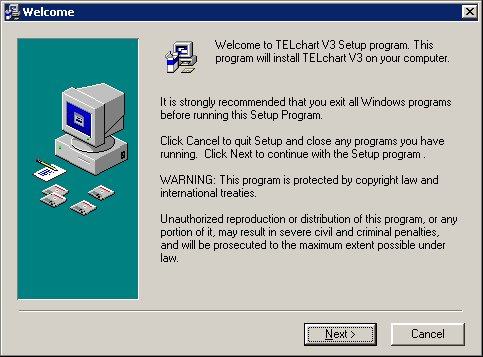 Welcome
Welcome to TELchart V3 Setup program. This
program will install TELchart V3 on your computer.
It is strongly recommended that you exit all Windows programs
before running this Setup Program.
Click Cancel to quit Setup and close any programs you have
running. Click Next to continue with the Setup program .
WARNING: This program is protected by copyright law and
international treaties.
Unauthorized reproduction or distribution of this program, or any
portion of it, may result in severe civil and criminal penalties,
and will be prosecuted to the maximum extent possible under
law.
Next >
Cancel